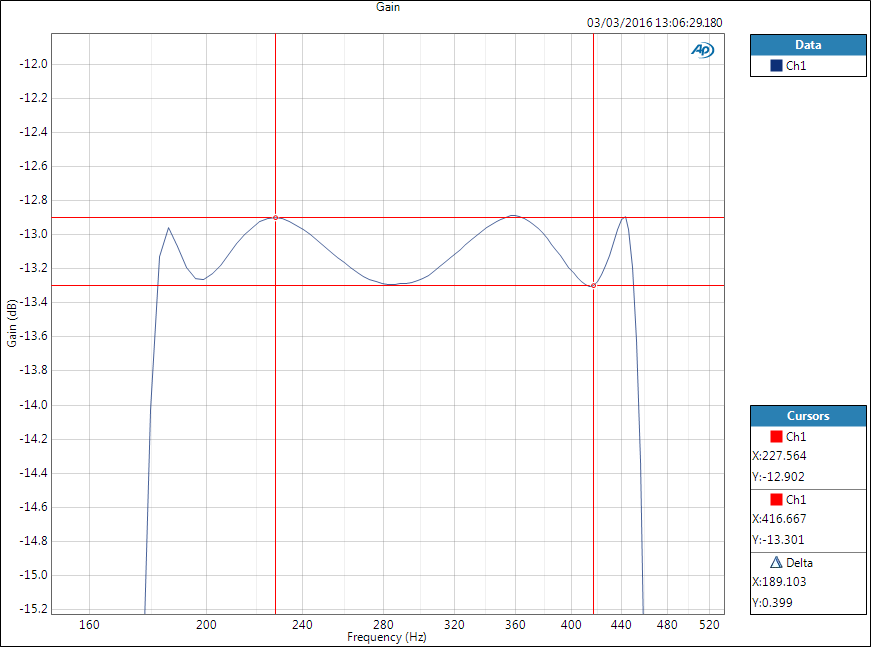 Gain
03/03/2016 13:06:29.180
AP
-12.0
-12.2
-12.4
-12.6
-12.8
-13.0
-13.2
-13.4
-13.6
-13.8
-14.0
-14.2
-14.4
-14.6
-14.8
-15.0
-15.2
Gain (dB)
160 200 240 280 320 360 400 440 480 520
Frequency (Hz)
Data
Ch1
Cursors
Ch1
X:227.564
Y:-12.902
Ch1
X:416.667
Y:-13.301
Delta
X:189.103
Y:0.399